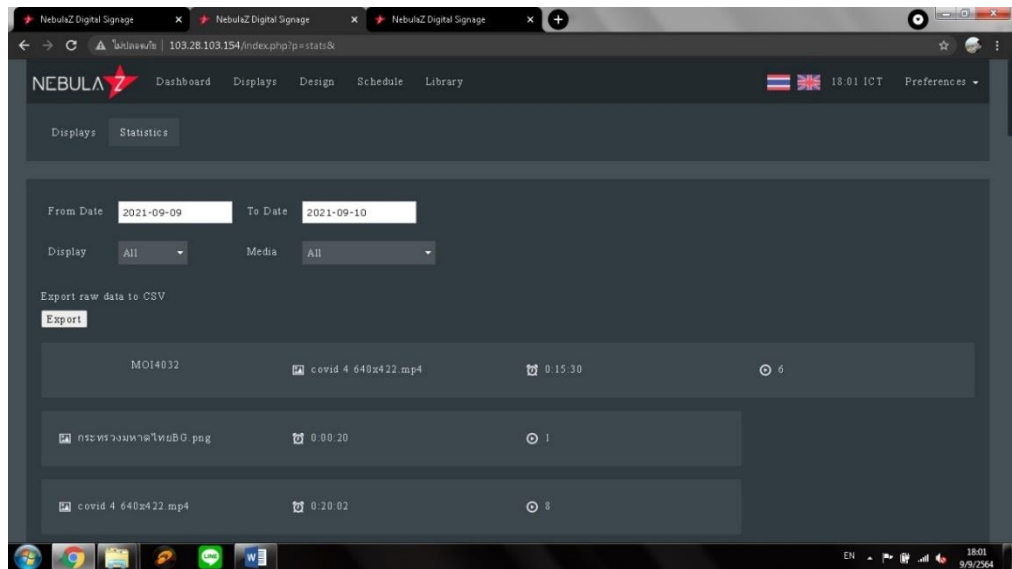 NebulaZ Digital Signage
NebulaZ Digital Signage
NebulaZ Digital Signage
ไม่ปลอดภัย | 103.28.103.154/index.php?p=stats&
NEBULA Z Dashboard Displays Design Schedule Library 18:01 ICT Preferences
Displays Statistics
From Date 2021-09-09 To Date 2021-09-10
Display All Media All
Export raw data to CSV
Export
MOI4032 covid 4 640x422.mp4 0:15:30 6
กระทรวงมหาดไทยBG.png 0:00:20 1
covid 4 640x422.mp4 0:20:02 8
LINE W EN 18:01
9/9/2564